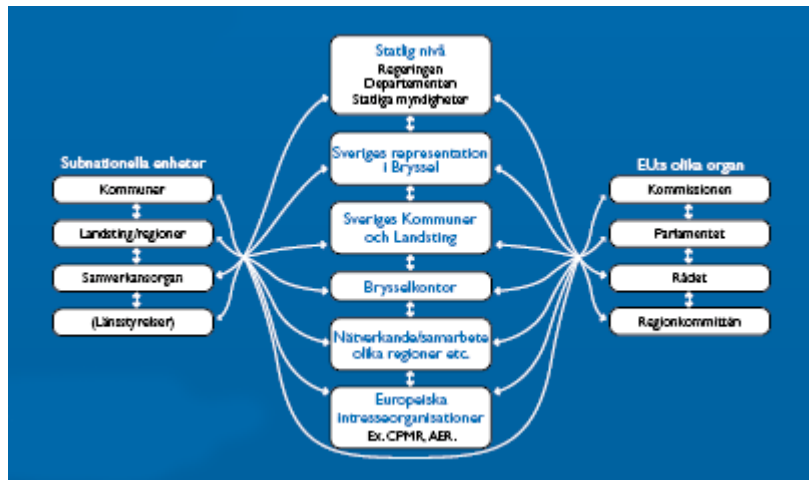 Subnationella enheter
Kommuner
Landsting/regioner
Samverkansorgan
(Länsstyrelser)
Statlig nivå
Regeringen
Departementen
Statliga myndigheter
Sveriges representation
i Bryssel
Sveriges Kommuner
och Landsting
Brysselkontor
Nätverkande/samarbete
olika regioner etc.
Europeiska
intresseorganisationer
Ex. CPMR, AER.
EU:s olika organ
Kommissionen
Parlamentet
Rådet
Regionkommittén